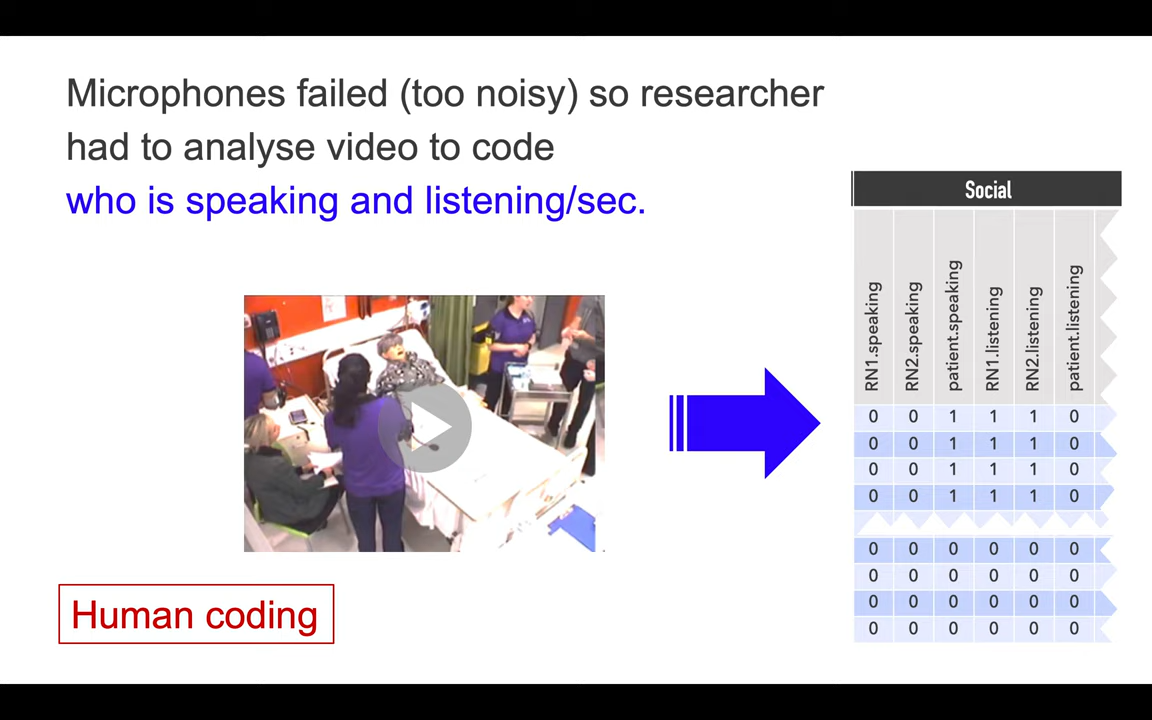 Microphones failed (too noisy) so researcher
had to analyse video to code
who is speaking and listening/sec.
Social
RN1.speaking
RN2.speaking
patient.speaking
RN1.listening
RN2.listening
patient.listening
0 0 1 1 1 0
0 0 1 1 1 0
0 0 1 1 1 0
0 0 1 1 1 0
0 0 0 0 0 0
0 0 0 0 0 0
0 0 0 0 0 0
0 0 0 0 0 0
Human coding